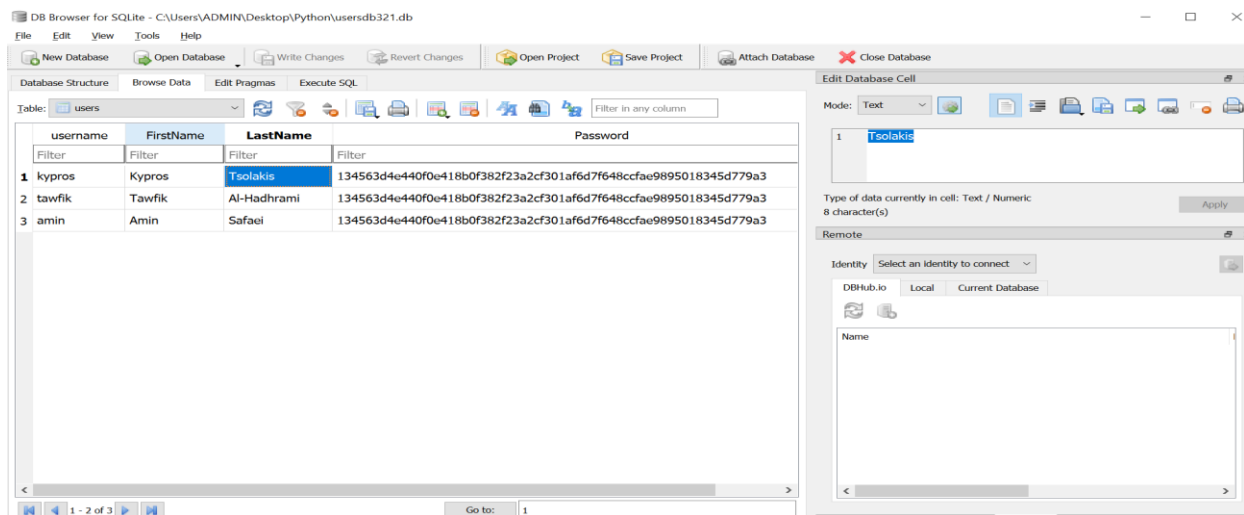 DB Browser for SQLite - C:\Users\ADMIN\Desktop\Python\usersdb321.db
File Edit View Tools Help
New Database Open Database Write Changes Revert Changes Open Project Save Project Attach Database Close Database
Database Structure Browse Data Edit Pragmas Execute SQL
Table: users Filter in any column
username FirstName LastName Password
Filter Filter Filter Filter
1 kypros Kypros Tsolakis 134563d4e440f0e418b0f382f23a2cf301af6d7f648ccfae9895018345d779a3
2 tawfik Tawfik Al-Hadhrami 134563d4e440f0e418b0f382f23a2cf301af6d7f648ccfae9895018345d779a3
3 amin Amin Safaei 134563d4e440f0e418b0f382f23a2cf301af6d7f648ccfae9895018345d779a3
1 - 2 of 3 Go to: 1
Edit Database Cell
Mode: Text
1 Tsolakis
Type of data currently in cell: Text / Numeric
8 character(s)
Apply
Remote
Identity Select an identity to connect
DBHub.io Local Current Database
Name